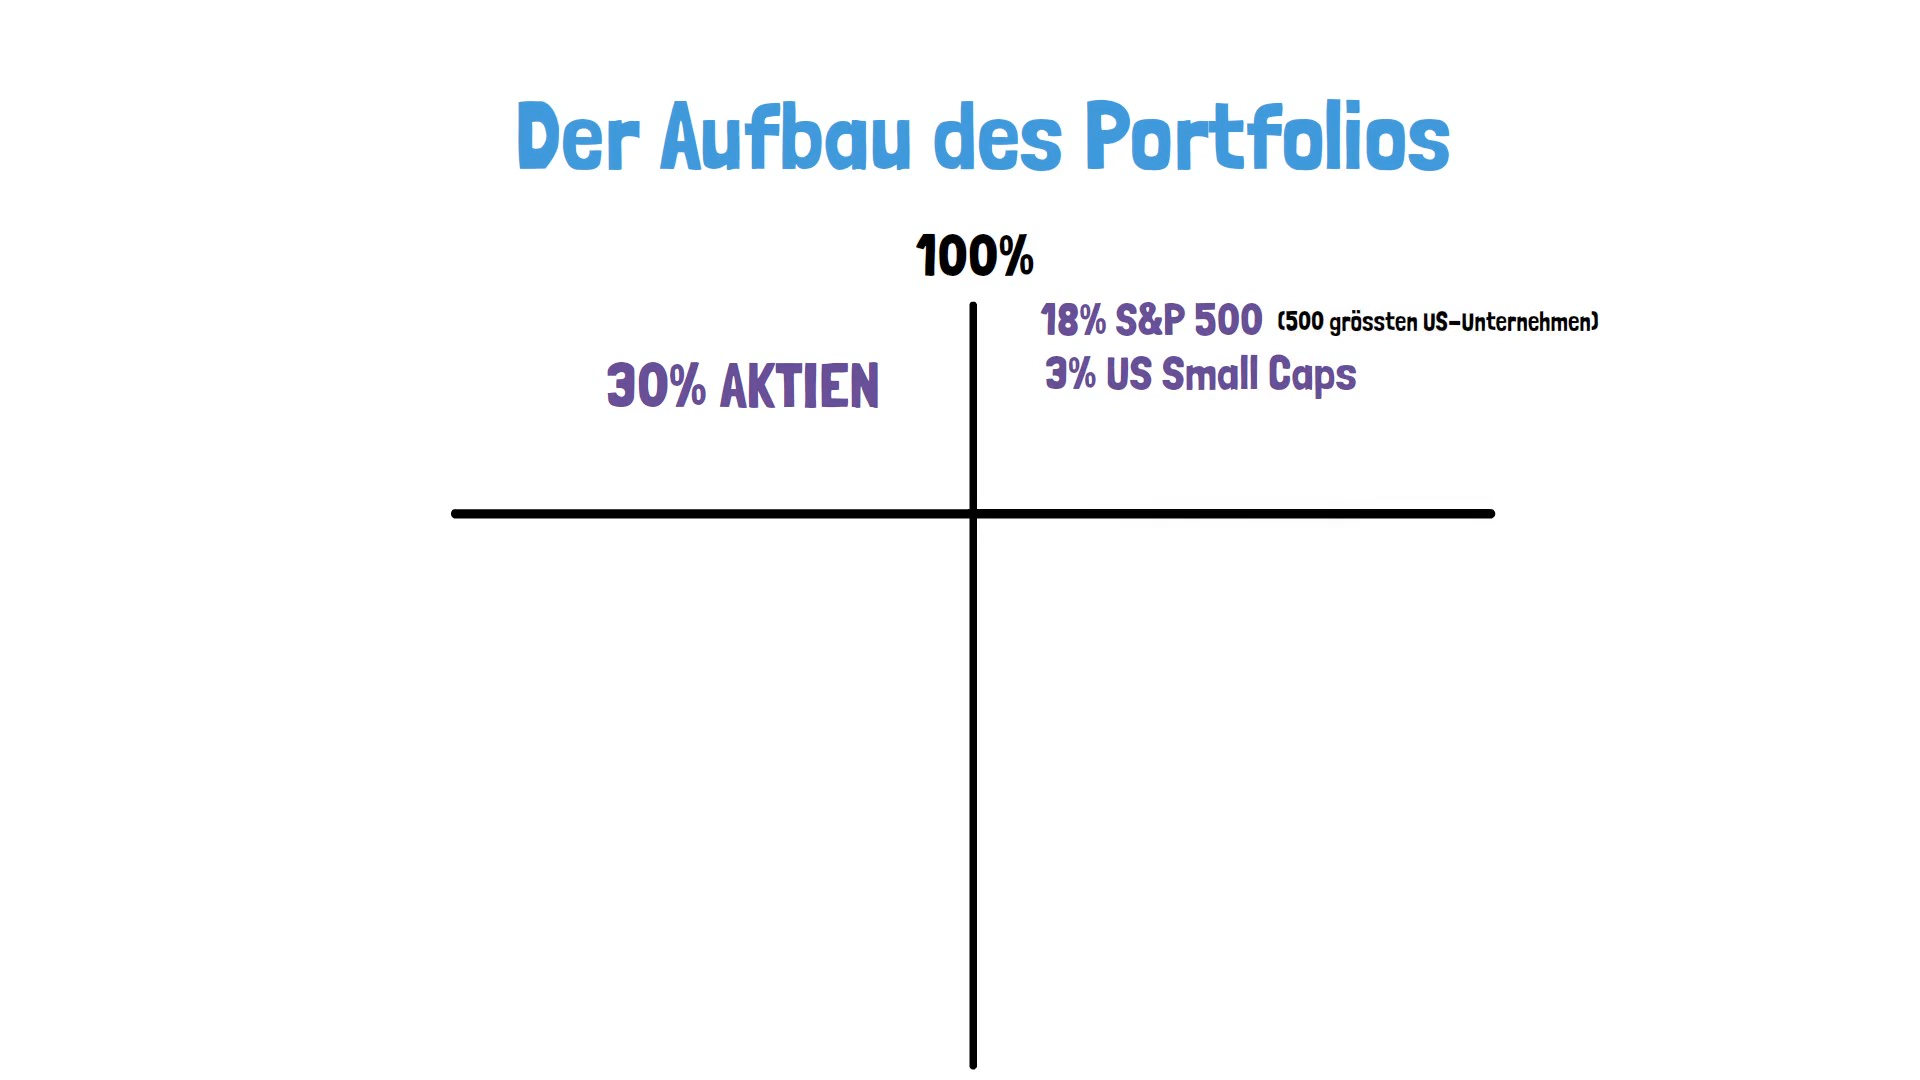 Der Aufbau des Portfolios
100%
30% AKTIEN
18% S&P 500 (500 grössten US-Unternehmen)
3% US Small Caps